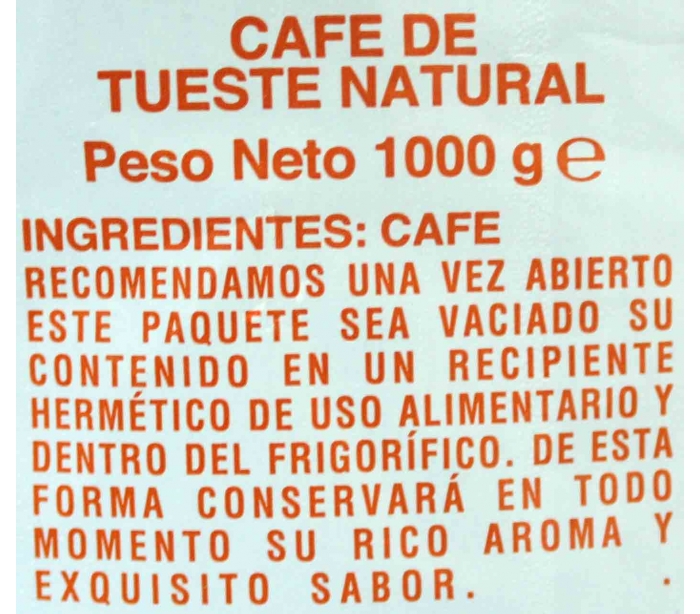 CAFE DE
TUESTE NATURAL
Peso Neto 1000 g ℮
INGREDIENTES: CAFE
RECOMENDAMOS UNA VEZ ABIERTO
ESTE PAQUETE SEA VACIADO SU
CONTENIDO EN UN RECIPIENTE
HERMÉTICO DE USO ALIMENTARIO Y
DENTRO DEL FRIGORÍFICO. DE ESTA
FORMA CONSERVARÁ EN TODO
MOMENTO SU RICO AROMA Y
EXQUISITO SABOR. .